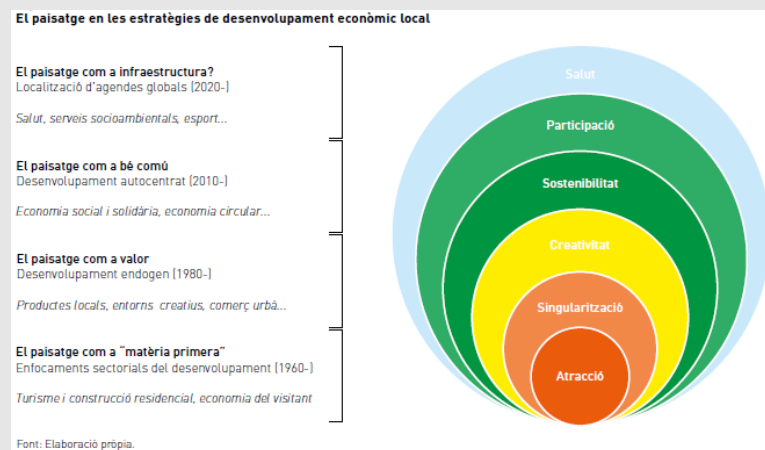 El paisatge en les estratègies de desenvolupament econòmic local
El paisatge com a infraestructura?
Localització d'agendes globals (2020-)
Salut, serveis socioambientals, esport...
El paisatge com a bé comú
Desenvolupament autocentrat (2010-)
Economia social i solidària, economia circular...
El paisatge com a valor
Desenvolupament endogen (1980-)
Productes locals, entorns creatius, comerç urbà...
El paisatge com a "matèria primera"
Enfocaments sectorials del desenvolupament (1960-)
Turisme i construcció residencial, economia del visitant
Salut
Participació
Sostenibilitat
Creativitat
Singularització
Atracció
Font: Elaboració pròpia.